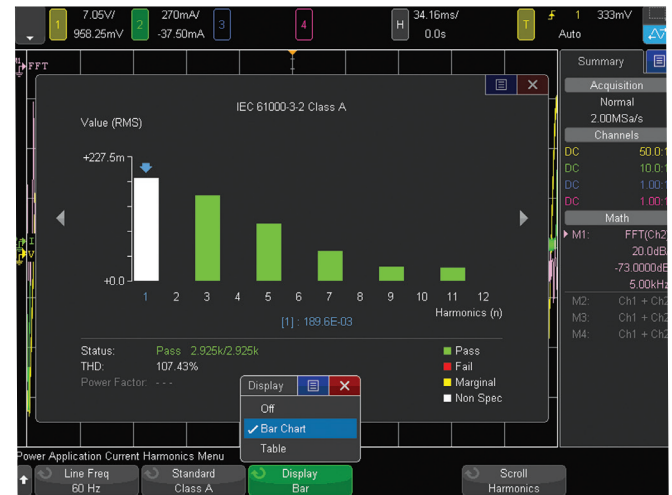 1 7.05V/ 958.25mV 2 270mA/ -37.50mA 3 4 H 34.16ms/ 0.0s T 1 333mV Auto
FFT
Summary
Acquisition
Normal
2.00MSa/s
Channels
DC 50.0:1
DC 10.0:1
DC 1.00:1
DC 1.00:1
Math
M1: FFT(Ch2)
20.0dB/
-73.0000dB
5.00kHz
M2: Ch1 + Ch2
M3: Ch1 + Ch2
M4: Ch1 + Ch2
IEC 61000-3-2 Class A
Value (RMS)
+227.5m
+0.0
1 2 3 4 5 6 7 8 9 10 11 12
Harmonics (n)
[1] : 189.6E-03
Status: Pass 2.925k/2.925k
THD: 107.43%
Power Factor: ---
Pass
Fail
Marginal
Non Spec
Display
Off
Bar Chart
Table
Power Application Current Harmonics Menu
Line Freq
60 Hz
Standard
Class A
Display
Bar
Scroll
Harmonics